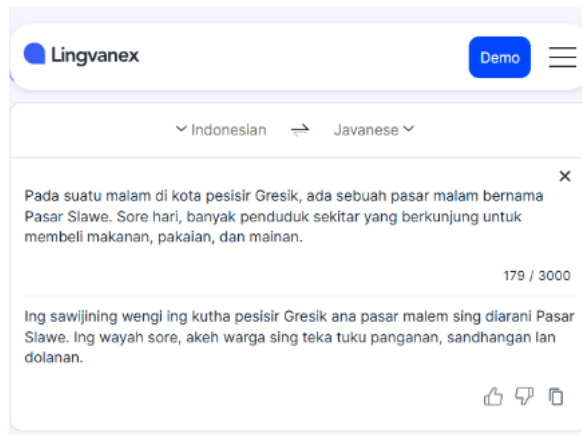 Lingvanex
Demo
Indonesian
Javanese
Pada suatu malam di kota pesisir Gresik, ada sebuah pasar malam bernama
Pasar Slawe. Sore hari, banyak penduduk sekitar yang berkunjung untuk
membeli makanan, pakaian, dan mainan.
179 / 3000
Ing sawijining wengi ing kutha pesisir Gresik ana pasar malem sing diarani Pasar
Slawe. Ing wayah sore, akeh warga sing teka tuku panganan, sandhangan lan
dolanan.